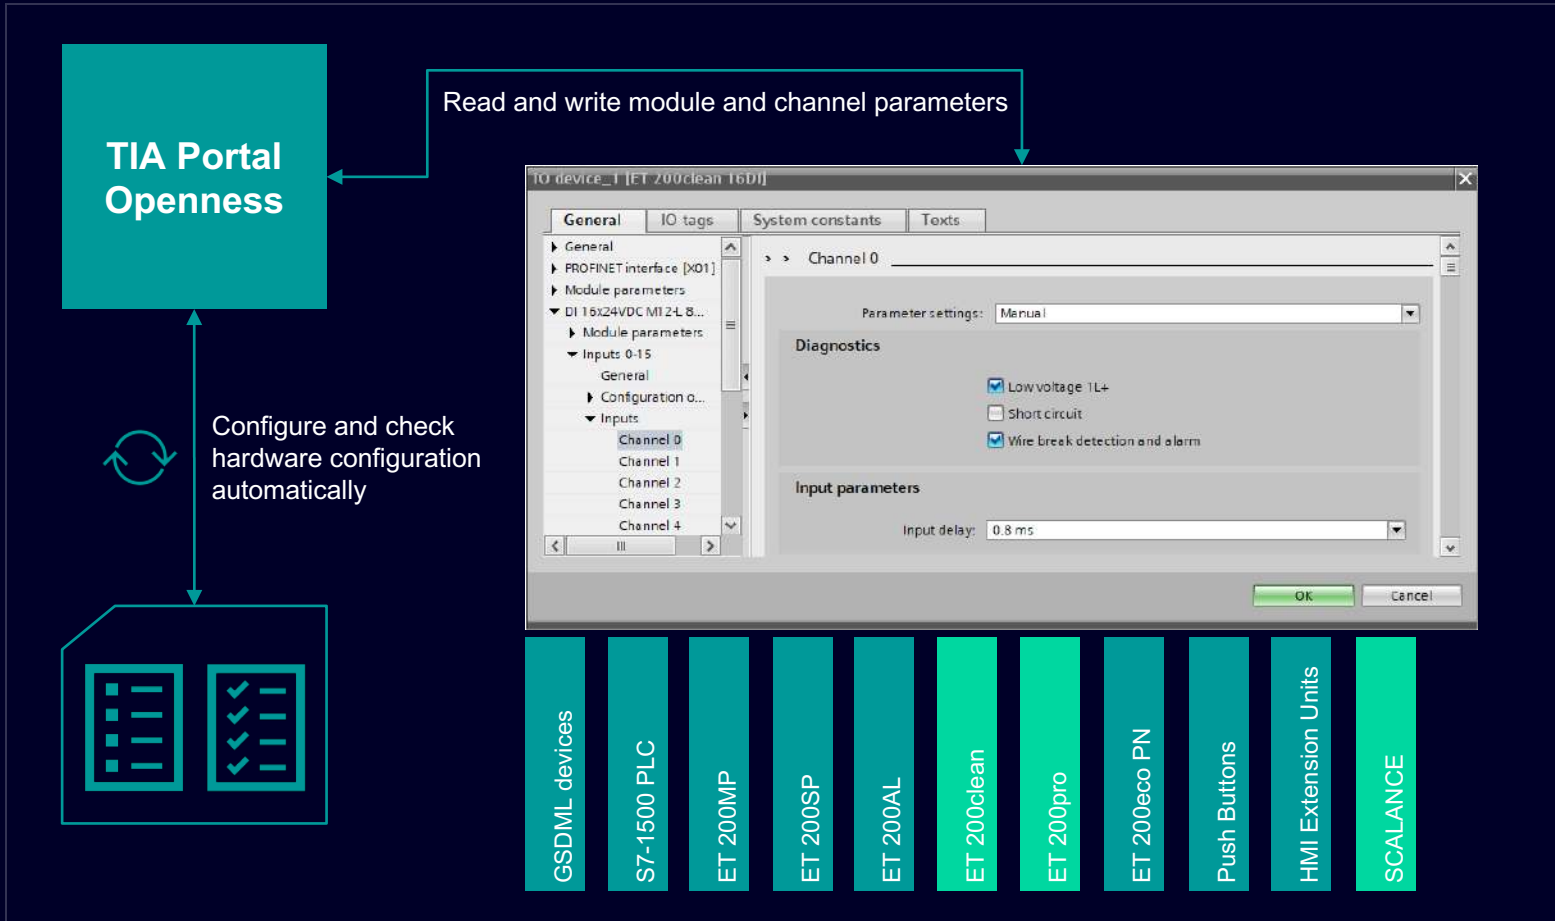 TIA Portal
Openness
Read and write module and channel parameters
Configure and check
hardware configuration
automatically
IO device_1 [ET 200clean 16DI]
General
IO tags
System constants
Texts
General
PROFINET interface [X01]
Module parameters
DI 16x24VDC M12-L 8...
Module parameters
Inputs 0-15
General
Configuration o...
Inputs
Channel 0
Channel 1
Channel 2
Channel 3
Channel 4
Channel 0
Parameter settings: Manual
Diagnostics
Low voltage 1L+
Short circuit
Wire break detection and alarm
Input parameters
Input delay: 0.8 ms
OK
Cancel
GSDML devices
S7-1500 PLC
ET 200MP
ET 200SP
ET 200AL
ET 200clean
ET 200pro
ET 200eco PN
Push Buttons
HMI Extension Units
SCALANCE